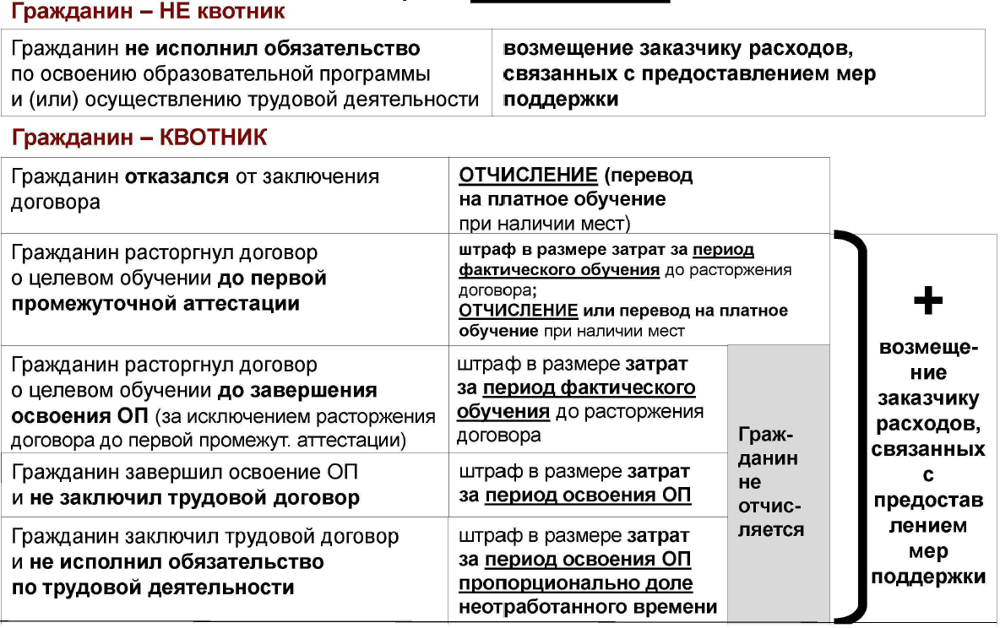 Гражданин – НЕ квотник
Гражданин не исполнил обязательство
по освоению образовательной программы
и (или) осуществлению трудовой деятельности
возмещение заказчику расходов,
связанных с предоставлением мер
поддержки
Гражданин – КВОТНИК
Гражданин отказался от заключения
договора
ОТЧИСЛЕНИЕ (перевод
на платное обучение
при наличии мест)
Гражданин расторгнул договор
о целевом обучении до первой
промежуточной аттестации
штраф в размере затрат за период
фактического обучения до расторжения
договора;
ОТЧИСЛЕНИЕ или перевод на платное
обучение при наличии мест
Гражданин расторгнул договор
о целевом обучении до завершения
освоения ОП (за исключением расторжения
договора до первой промежут. аттестации)
штраф в размере затрат
за период фактического
обучения до расторжения
договора
Гражданин завершил освоение ОП
и не заключил трудовой договор
штраф в размере затрат
за период освоения ОП
Гражданин заключил трудовой договор
и не исполнил обязательство
по трудовой деятельности
штраф в размере затрат
за период освоения ОП
пропорционально доле
неотработанного времени
Граж-
данин
не
отчис-
ляется
+
возмеще-
ние
заказчику
расходов,
связанных
с
предостав
лением
мер
поддержки